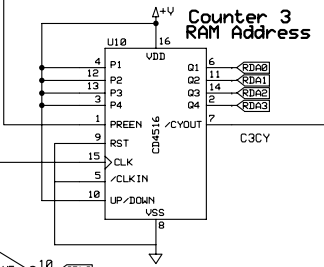 +V
Counter 3
RAM Address
U10
16
VDD
4 P1 Q1 6 RDA0
12 P2 Q2 11 RDA1
13 P3 Q3 14 RDA2
3 P4 Q4 2 RDA3
1 PREEN /CYOUT 7
9 RST
CD4516
C3CY
15 CLK
5 /CLKIN
10 UP/DOWN
VSS
8
10